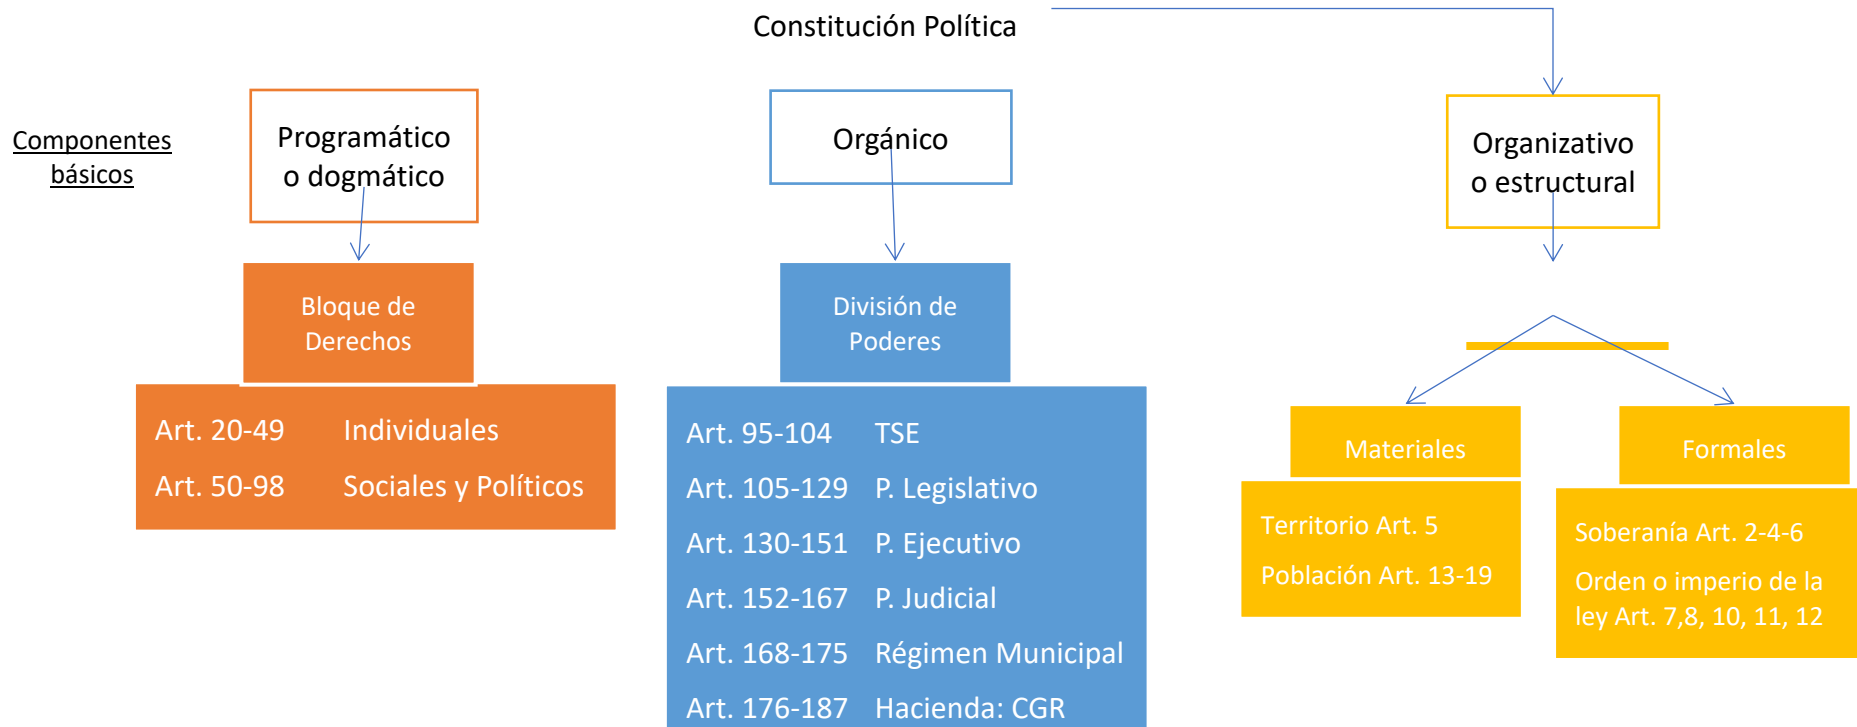 Constitución Política
Componentes
básicos
Programático
o dogmático
Bloque de
Derechos
Art. 20-49 Individuales
Art. 50-98 Sociales y Políticos
Orgánico
División de
Poderes
Art. 95-104 TSE
Art. 105-129 P. Legislativo
Art. 130-151 P. Ejecutivo
Art. 152-167 P. Judicial
Art. 168-175 Régimen Municipal
Art. 176-187 Hacienda: CGR
Organizativo
o estructural
Materiales
Territorio Art. 5
Población Art. 13-19
Formales
Soberanía Art. 2-4-6
Orden o imperio de la
ley Art. 7,8, 10, 11, 12